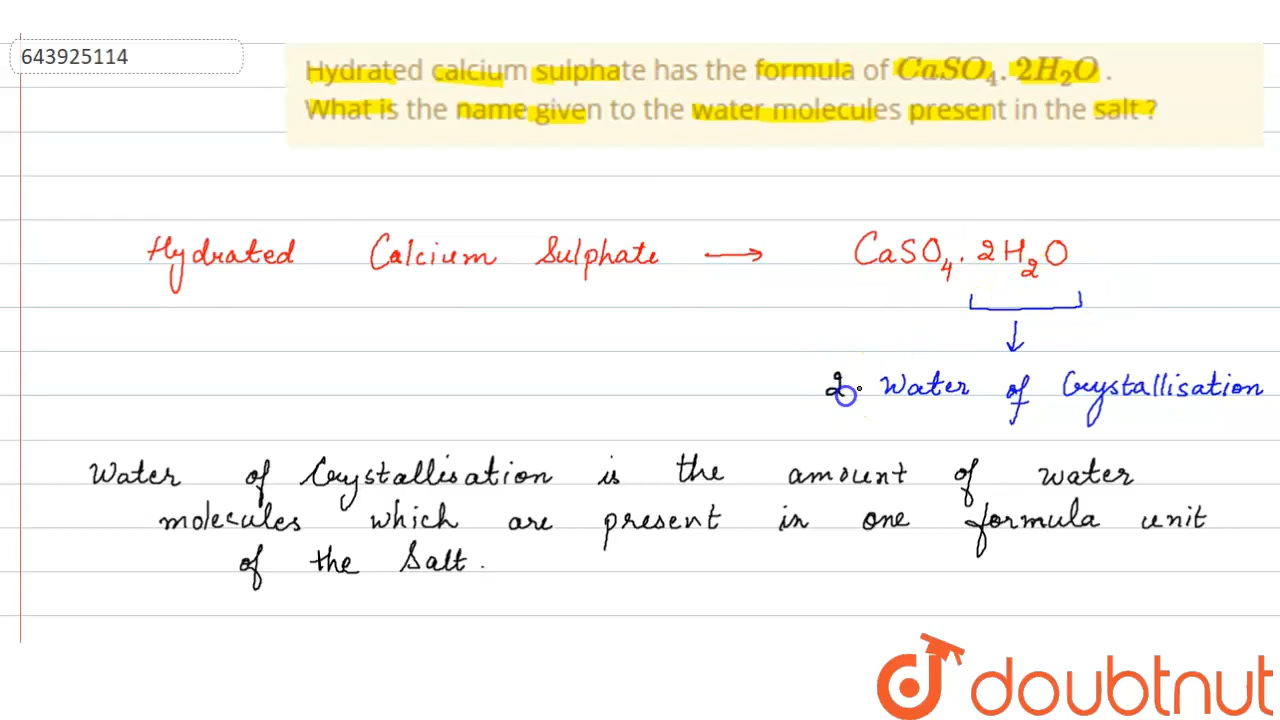 643925114
Hydrated calcium sulphate has the formula of CaSO₄.2H₂O.
What is the name given to the water molecules present in the salt ?
Hydrated Calcium Sulphate → CaSO₄.2H₂O
2. Water of Crystallisation
Water of Crystallisation is the amount of water
molecules which are present in one formula unit
of the Salt.
doubtnut